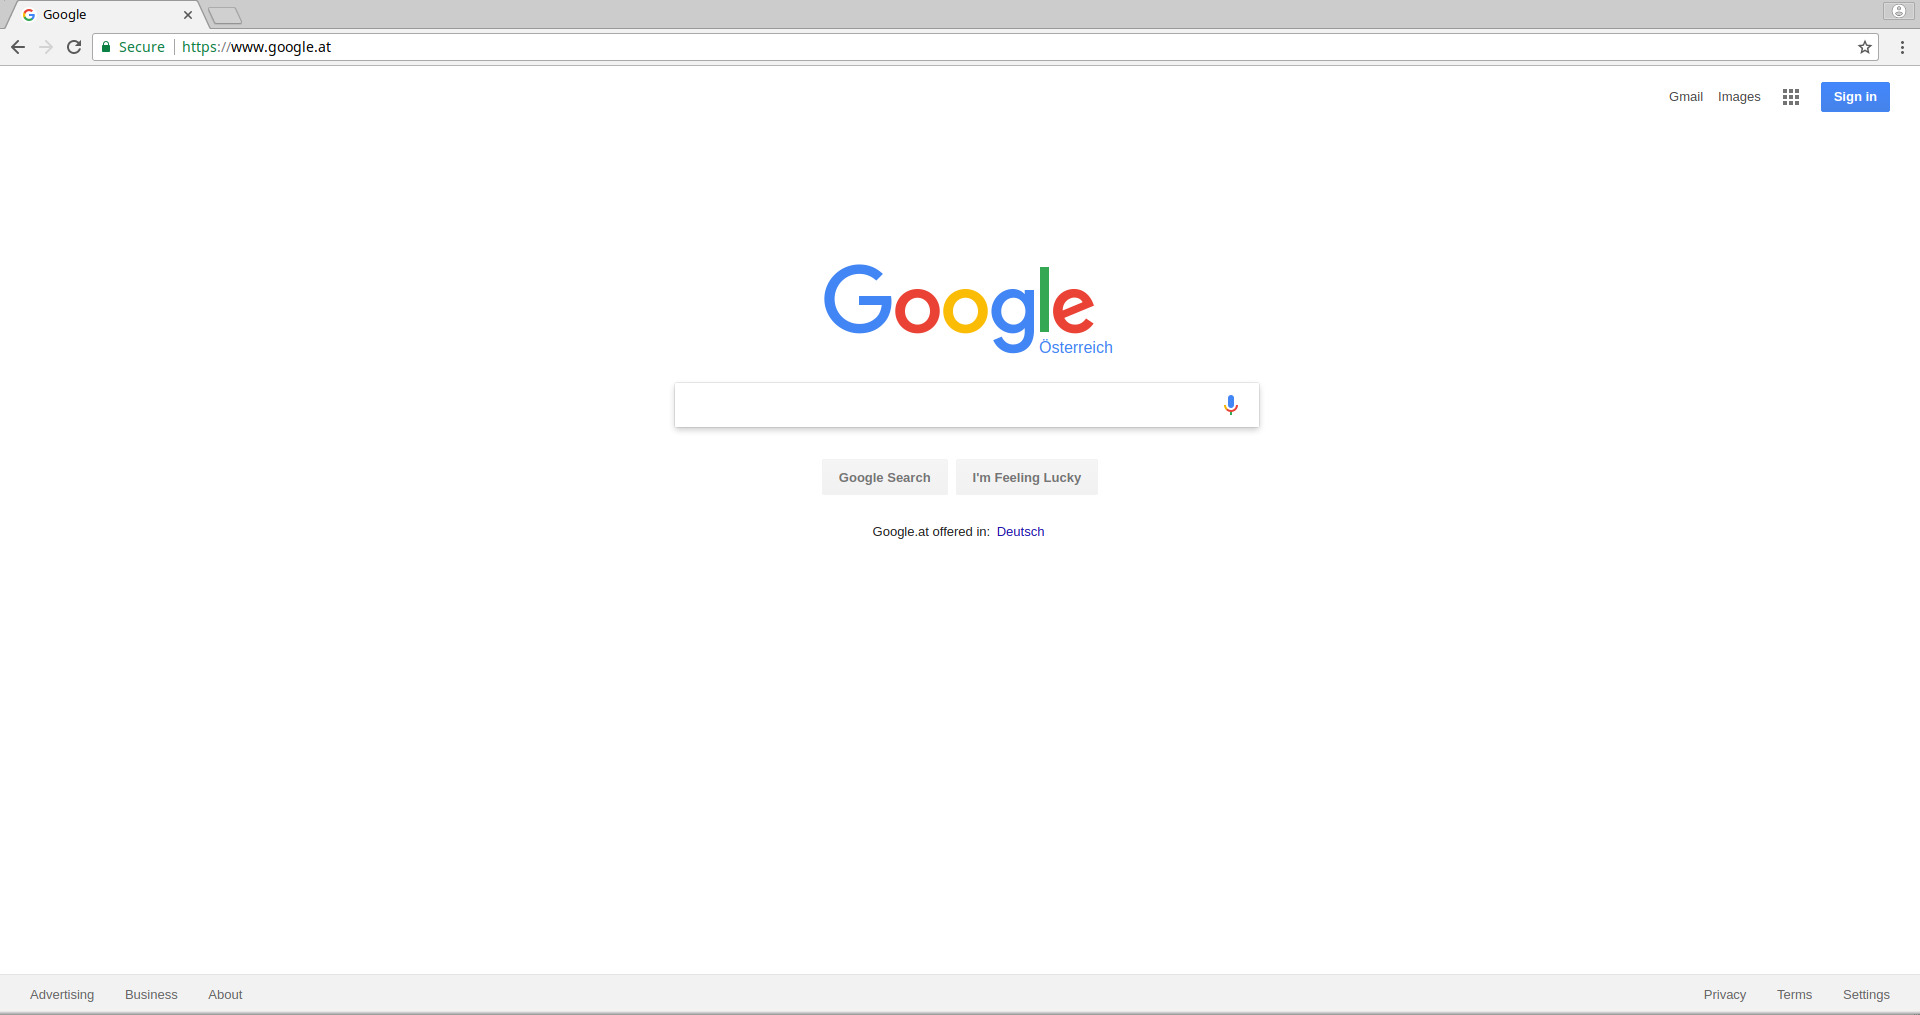 Google
Secure https://www.google.at
Gmail Images Sign in
Google
Österreich
Google Search I'm Feeling Lucky
Google.at offered in: Deutsch
Advertising Business About Privacy Terms Settings